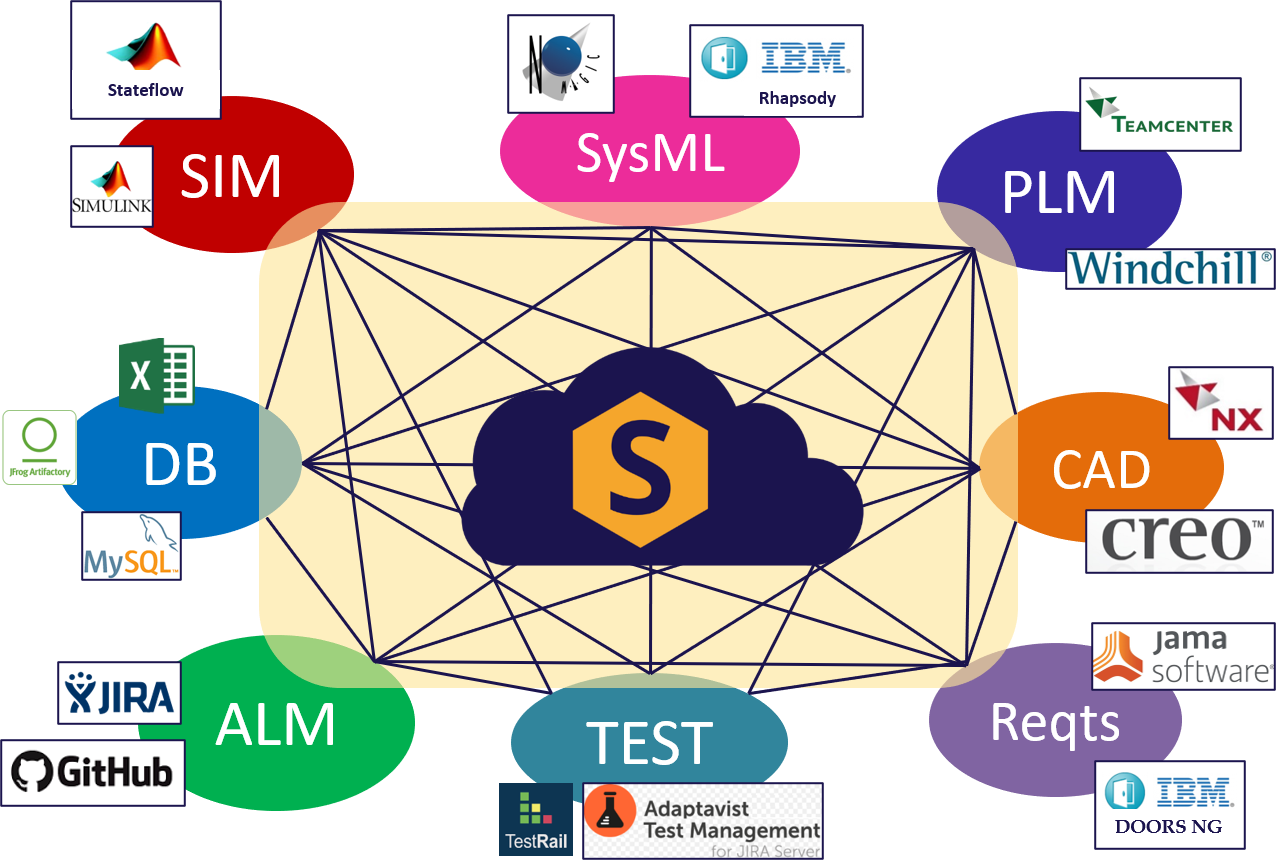 Stateflow
SIMULINK
SIM
NO MAGIC
IBM®
Rhapsody
SysML
TEAMCENTER
PLM
Windchill®
X
JFrog Artifactory
DB
MySQL™
S
NX
CAD
creo™
JIRA
GitHub
ALM
TEST
TestRail
Adaptavist
Test Management
for JIRA Server
jama
software®
Reqts
IBM®
DOORS NG